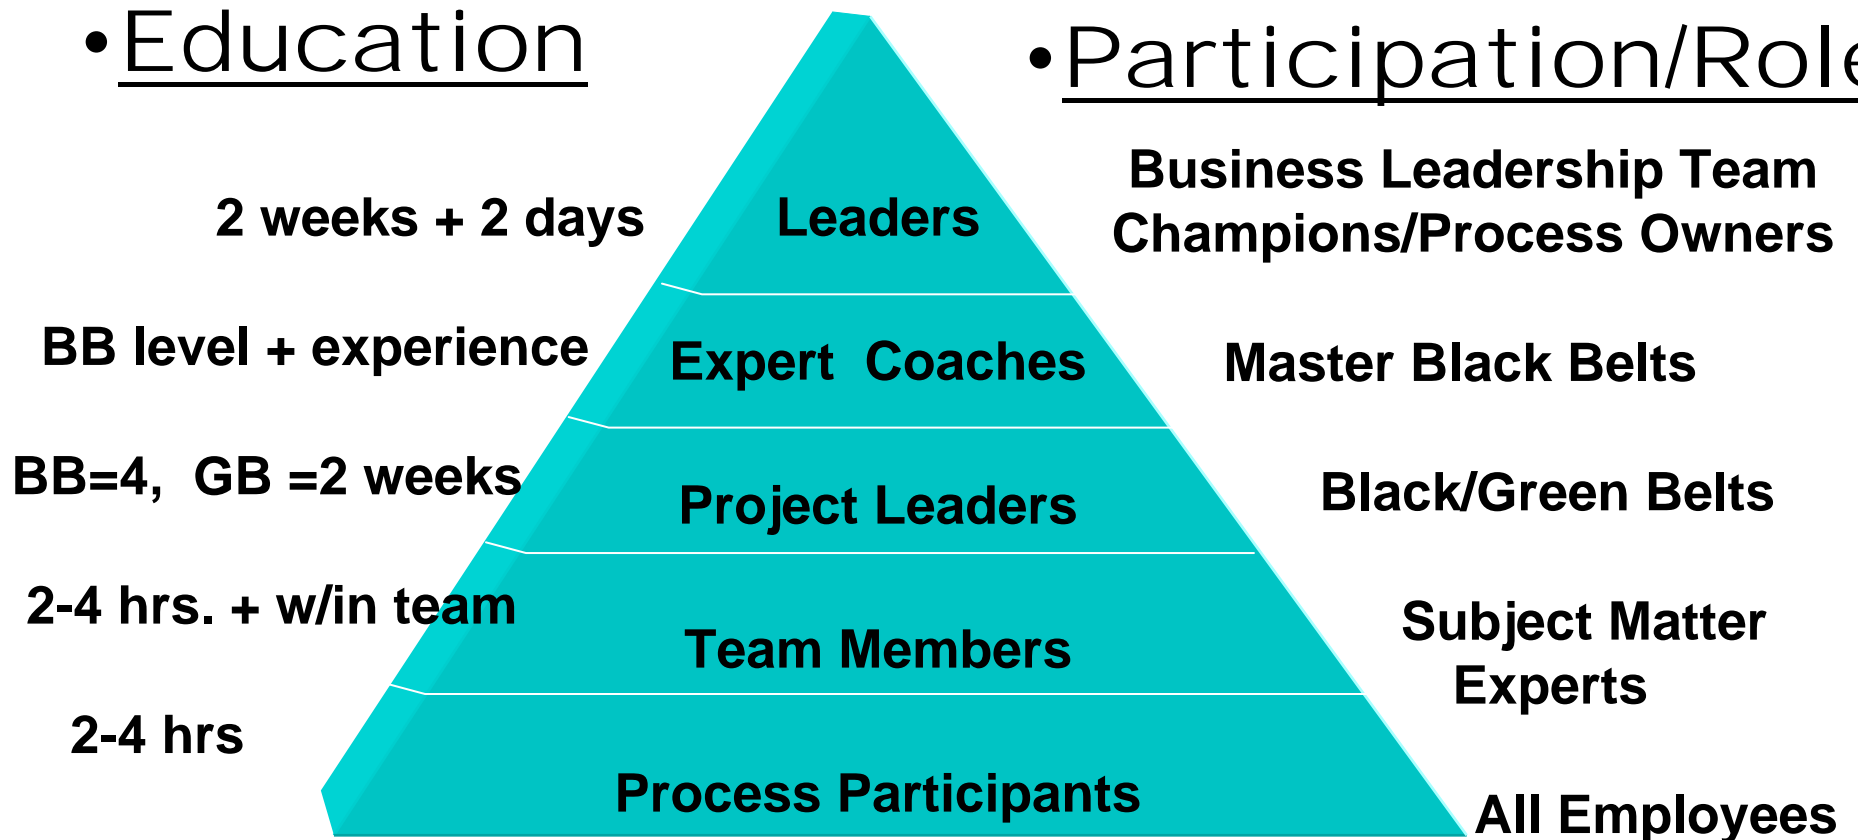 •Education
•Participation/Role
Business Leadership Team
Champions/Process Owners
2 weeks + 2 days
Leaders
BB level + experience
Expert  Coaches
Master Black Belts
BB=4,  GB =2 weeks
Project Leaders
Black/Green Belts
2-4 hrs. + w/in team
Team Members
Subject Matter
Experts
2-4 hrs
Process Participants
All Employees